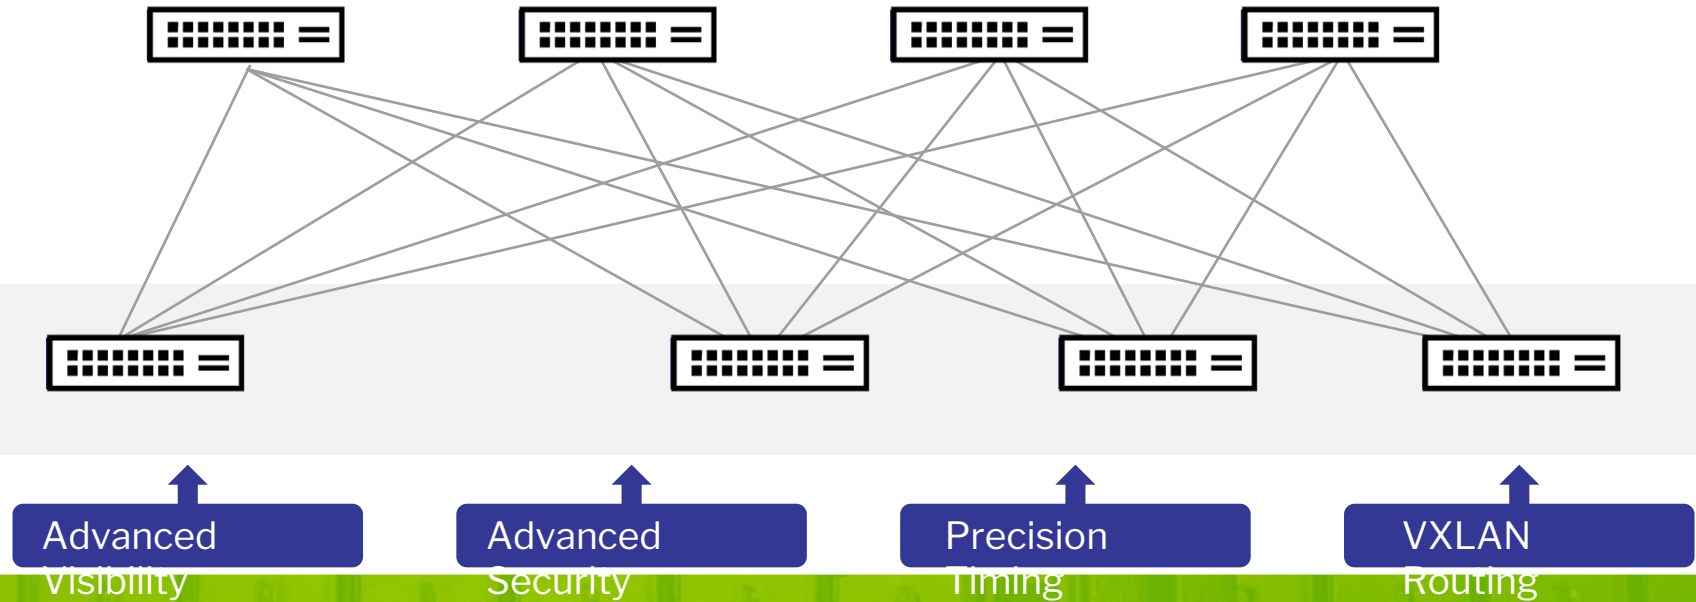 Advanced
Visibility
Advanced
Security
Precision
Timing
VXLAN
Routing